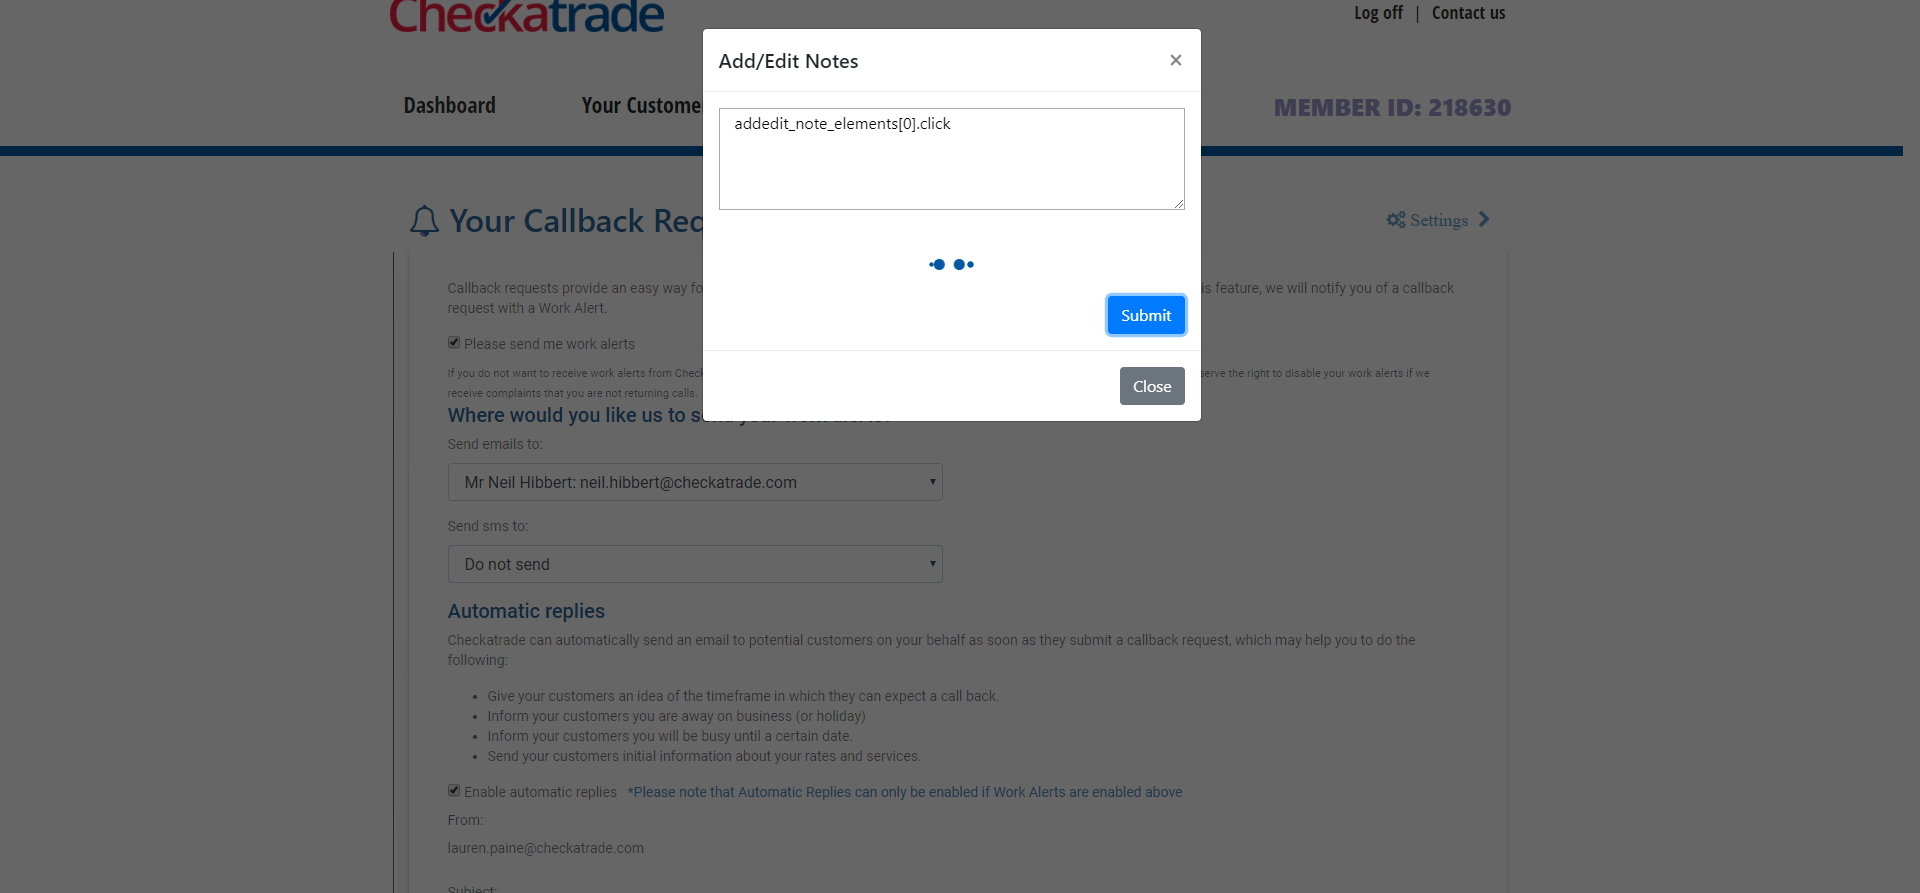 Checkatrade
Log off | Contact us
Dashboard
Your Custome
MEMBER ID: 218630
Add/Edit Notes
×
addedit_note_elements[0].click
Submit
Close
Your Callback Req
Settings
Callback requests provide an easy way fo
is feature, we will notify you of a callback
request with a Work Alert.
Please send me work alerts
If you do not want to receive work alerts from Check
serve the right to disable your work alerts if we
receive complaints that you are not returning calls.
Where would you like us to send your work alerts?
Send emails to:
Mr Neil Hibbert: neil.hibbert@checkatrade.com
Send sms to:
Do not send
Automatic replies
Checkatrade can automatically send an email to potential customers on your behalf as soon as they submit a callback request, which may help you to do the
following:
• Give your customers an idea of the timeframe in which they can expect a call back.
• Inform your customers you are away on business (or holiday)
• Inform your customers you will be busy until a certain date.
• Send your customers initial information about your rates and services.
Enable automatic replies *Please note that Automatic Replies can only be enabled if Work Alerts are enabled above
From:
lauren.paine@checkatrade.com
Subject: